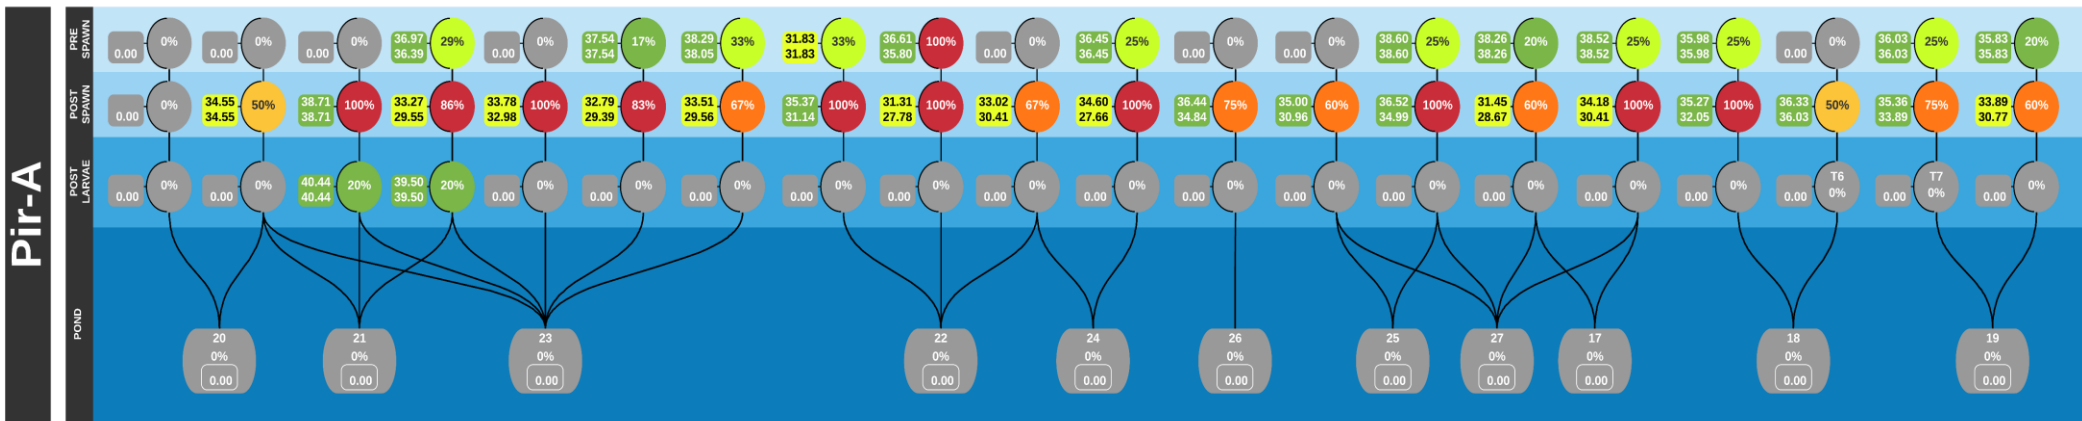 Pir-A
PRE
SPAWN
0.00 0% 0.00 0% 0.00 0% 36.97 36.39 29% 0.00 0% 37.54 37.54 17% 38.29 38.05 33% 31.83 31.83 33% 36.61 35.80 100% 0.00 0% 36.45 36.45 25% 0.00 0% 0.00 0% 38.60 38.60 25% 38.26 38.26 20% 38.52 38.52 25% 35.98 35.98 25% 0.00 0% 36.03 36.03 25% 35.83 35.83 20%
POST
SPAWN
0.00 0% 34.55 34.55 50% 38.71 38.71 100% 33.27 29.55 86% 33.78 32.98 100% 32.79 29.39 83% 33.51 29.56 67% 35.37 31.14 100% 31.31 27.78 100% 33.02 30.41 67% 34.60 27.66 100% 36.44 34.84 75% 35.00 30.96 60% 36.52 34.99 100% 31.45 28.67 60% 34.18 30.41 100% 35.27 32.05 100% 36.33 36.03 50% 35.36 33.89 75% 33.89 30.77 60%
POST
LARVAE
0.00 0% 0.00 0% 40.44 40.44 20% 39.50 39.50 20% 0.00 0% 0.00 0% 0.00 0% 0.00 0% 0.00 0% 0.00 0% 0.00 0% 0.00 0% 0.00 0% 0.00 0% 0.00 0% 0.00 0% 0.00 0% 0.00 T6 0% 0.00 T7 0% 0.00 0%
POND
20 21 23 22 24 26 25 27 17 18 19
0% 0% 0% 0% 0% 0% 0% 0% 0% 0% 0%
0.00 0.00 0.00 0.00 0.00 0.00 0.00 0.00 0.00 0.00 0.00